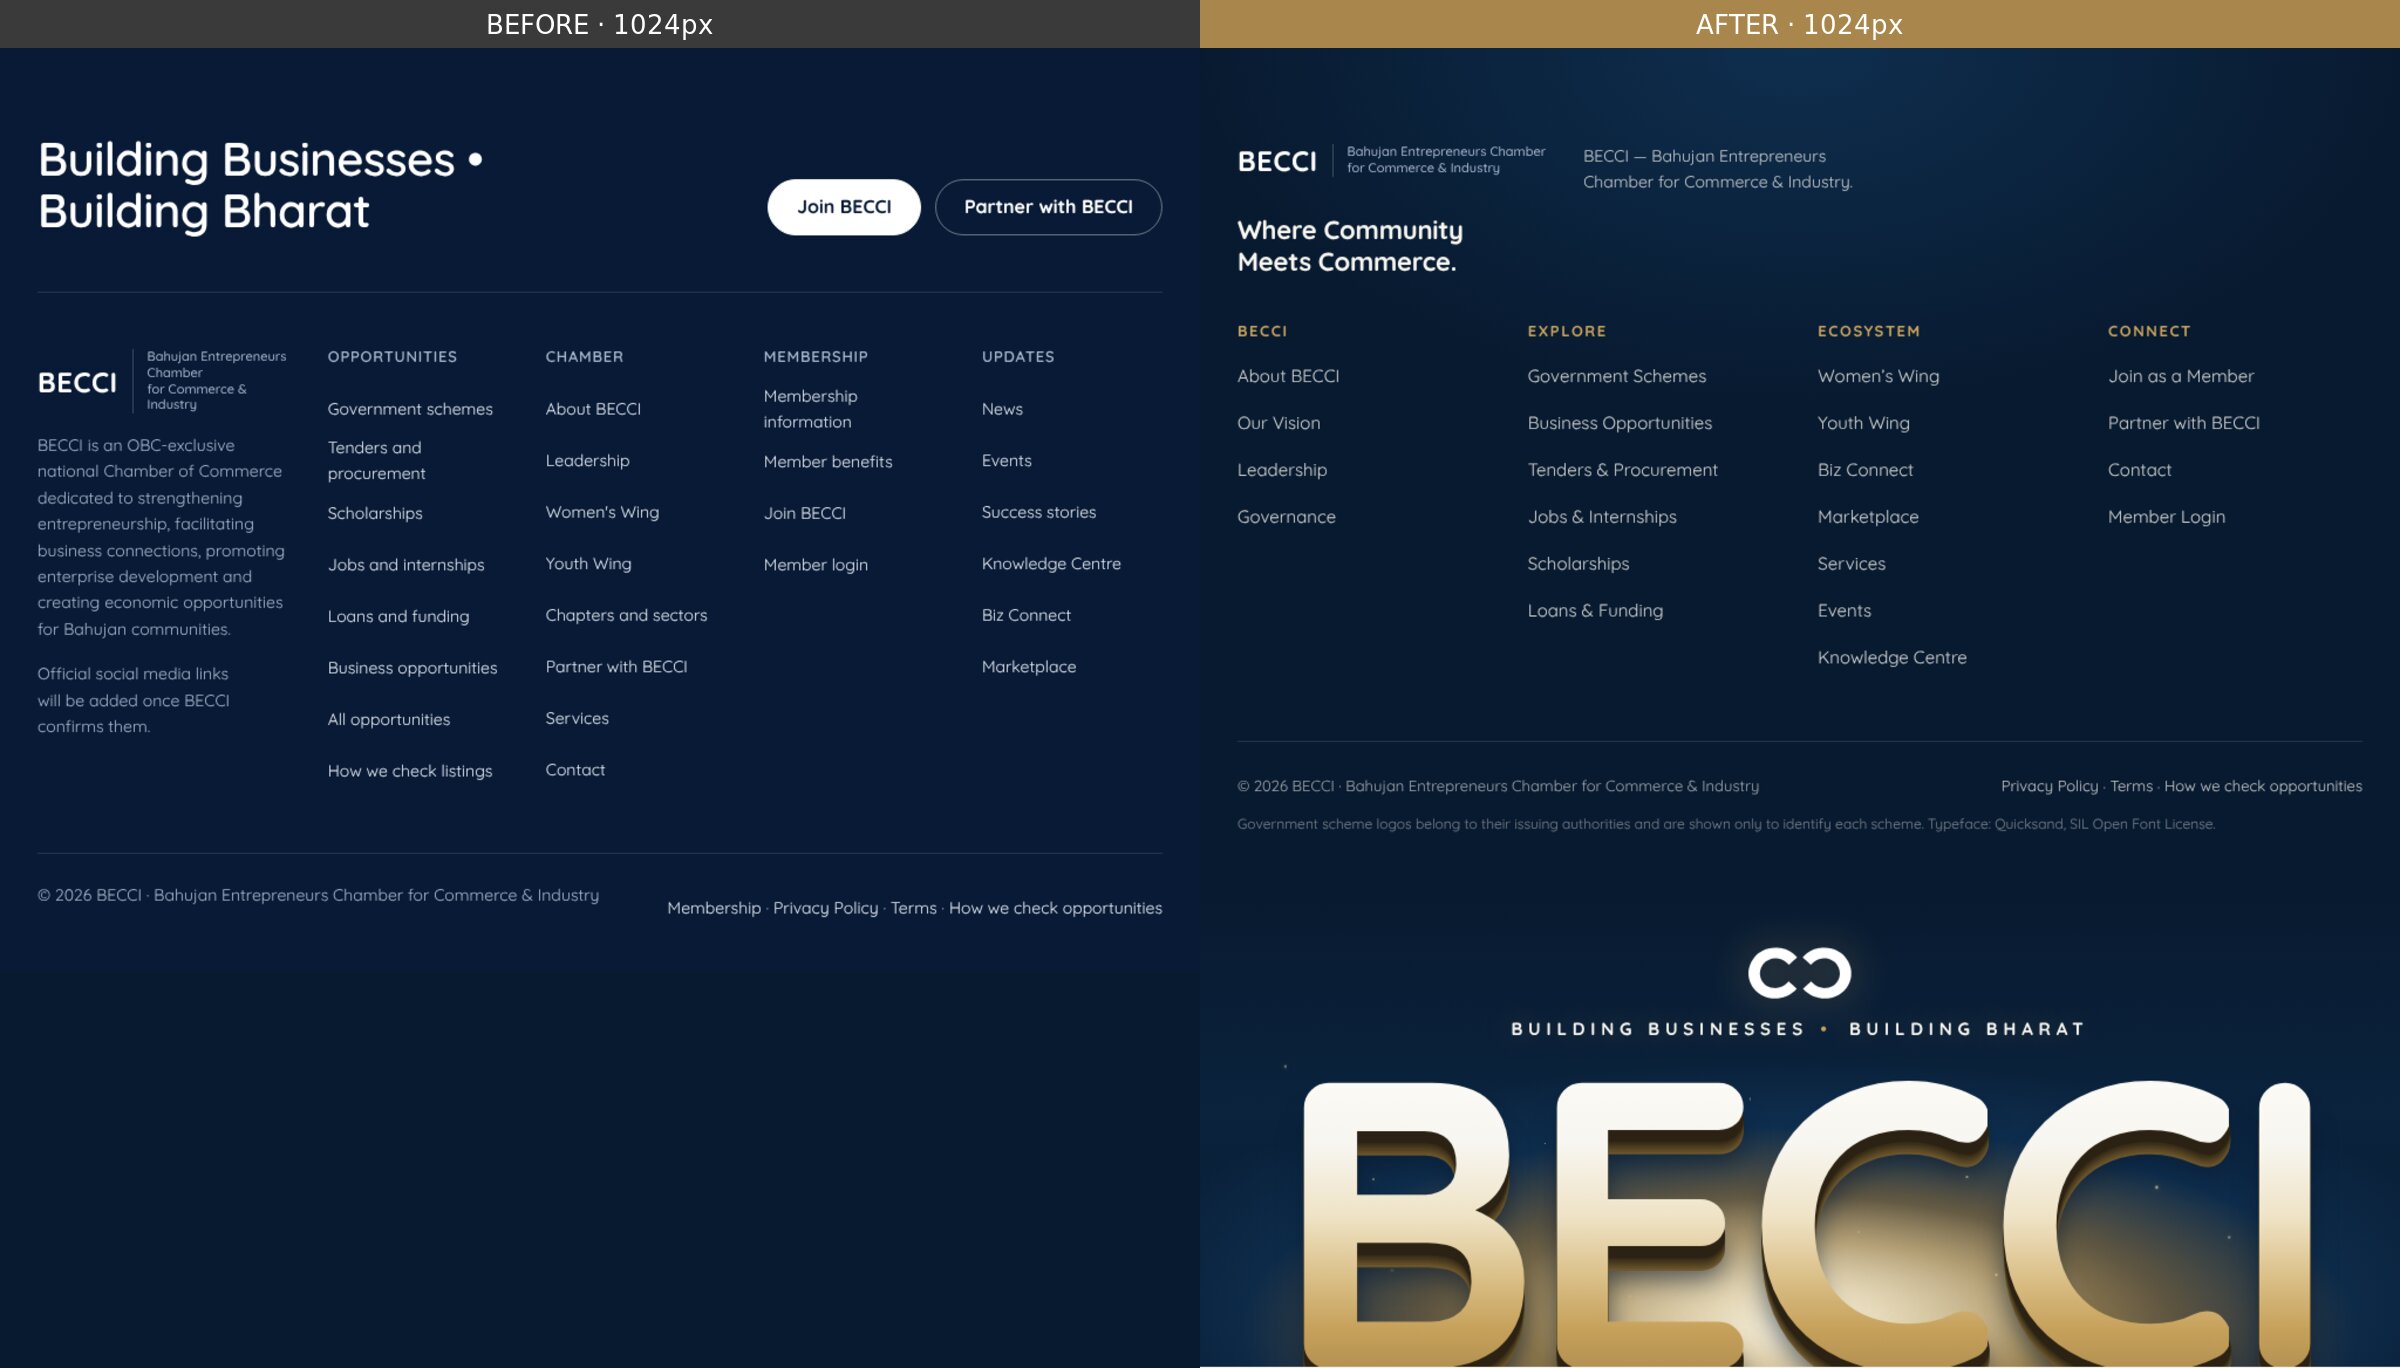 BEFORE · 1024px
Building Businesses •
Building Bharat
Join BECCI
Partner with BECCI
BECCI
Bahujan Entrepreneurs
Chamber
for Commerce &
Industry
BECCI is an OBC-exclusive
national Chamber of Commerce
dedicated to strengthening
entrepreneurship, facilitating
business connections, promoting
enterprise development and
creating economic opportunities
for Bahujan communities.
Official social media links
will be added once BECCI
confirms them.
OPPORTUNITIES
Government schemes
Tenders and
procurement
Scholarships
Jobs and internships
Loans and funding
Business opportunities
All opportunities
How we check listings
CHAMBER
About BECCI
Leadership
Women's Wing
Youth Wing
Chapters and sectors
Partner with BECCI
Services
Contact
MEMBERSHIP
Membership
information
Member benefits
Join BECCI
Member login
UPDATES
News
Events
Success stories
Knowledge Centre
Biz Connect
Marketplace
© 2026 BECCI · Bahujan Entrepreneurs Chamber for Commerce & Industry
Membership · Privacy Policy · Terms · How we check opportunities
AFTER · 1024px
BECCI
Bahujan Entrepreneurs Chamber
for Commerce & Industry
BECCI — Bahujan Entrepreneurs
Chamber for Commerce & Industry.
Where Community
Meets Commerce.
BECCI
About BECCI
Our Vision
Leadership
Governance
EXPLORE
Government Schemes
Business Opportunities
Tenders & Procurement
Jobs & Internships
Scholarships
Loans & Funding
ECOSYSTEM
Women’s Wing
Youth Wing
Biz Connect
Marketplace
Services
Events
Knowledge Centre
CONNECT
Join as a Member
Partner with BECCI
Contact
Member Login
© 2026 BECCI · Bahujan Entrepreneurs Chamber for Commerce & Industry
Privacy Policy · Terms · How we check opportunities
Government scheme logos belong to their issuing authorities and are shown only to identify each scheme. Typeface: Quicksand, SIL Open Font License.
BUILDING BUSINESSES • BUILDING BHARAT
BECCI